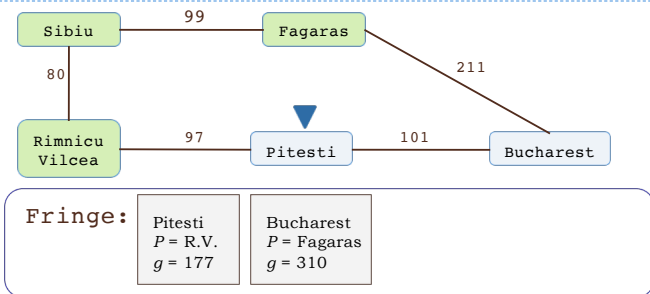 99
Sibiu
Fagaras
80
211
Rimnicu
Vilcea
97
Pitesti
101
Bucharest
Fringe:
Pitesti
P = R.V.
g = 177
Bucharest
P = Fagaras
g = 310